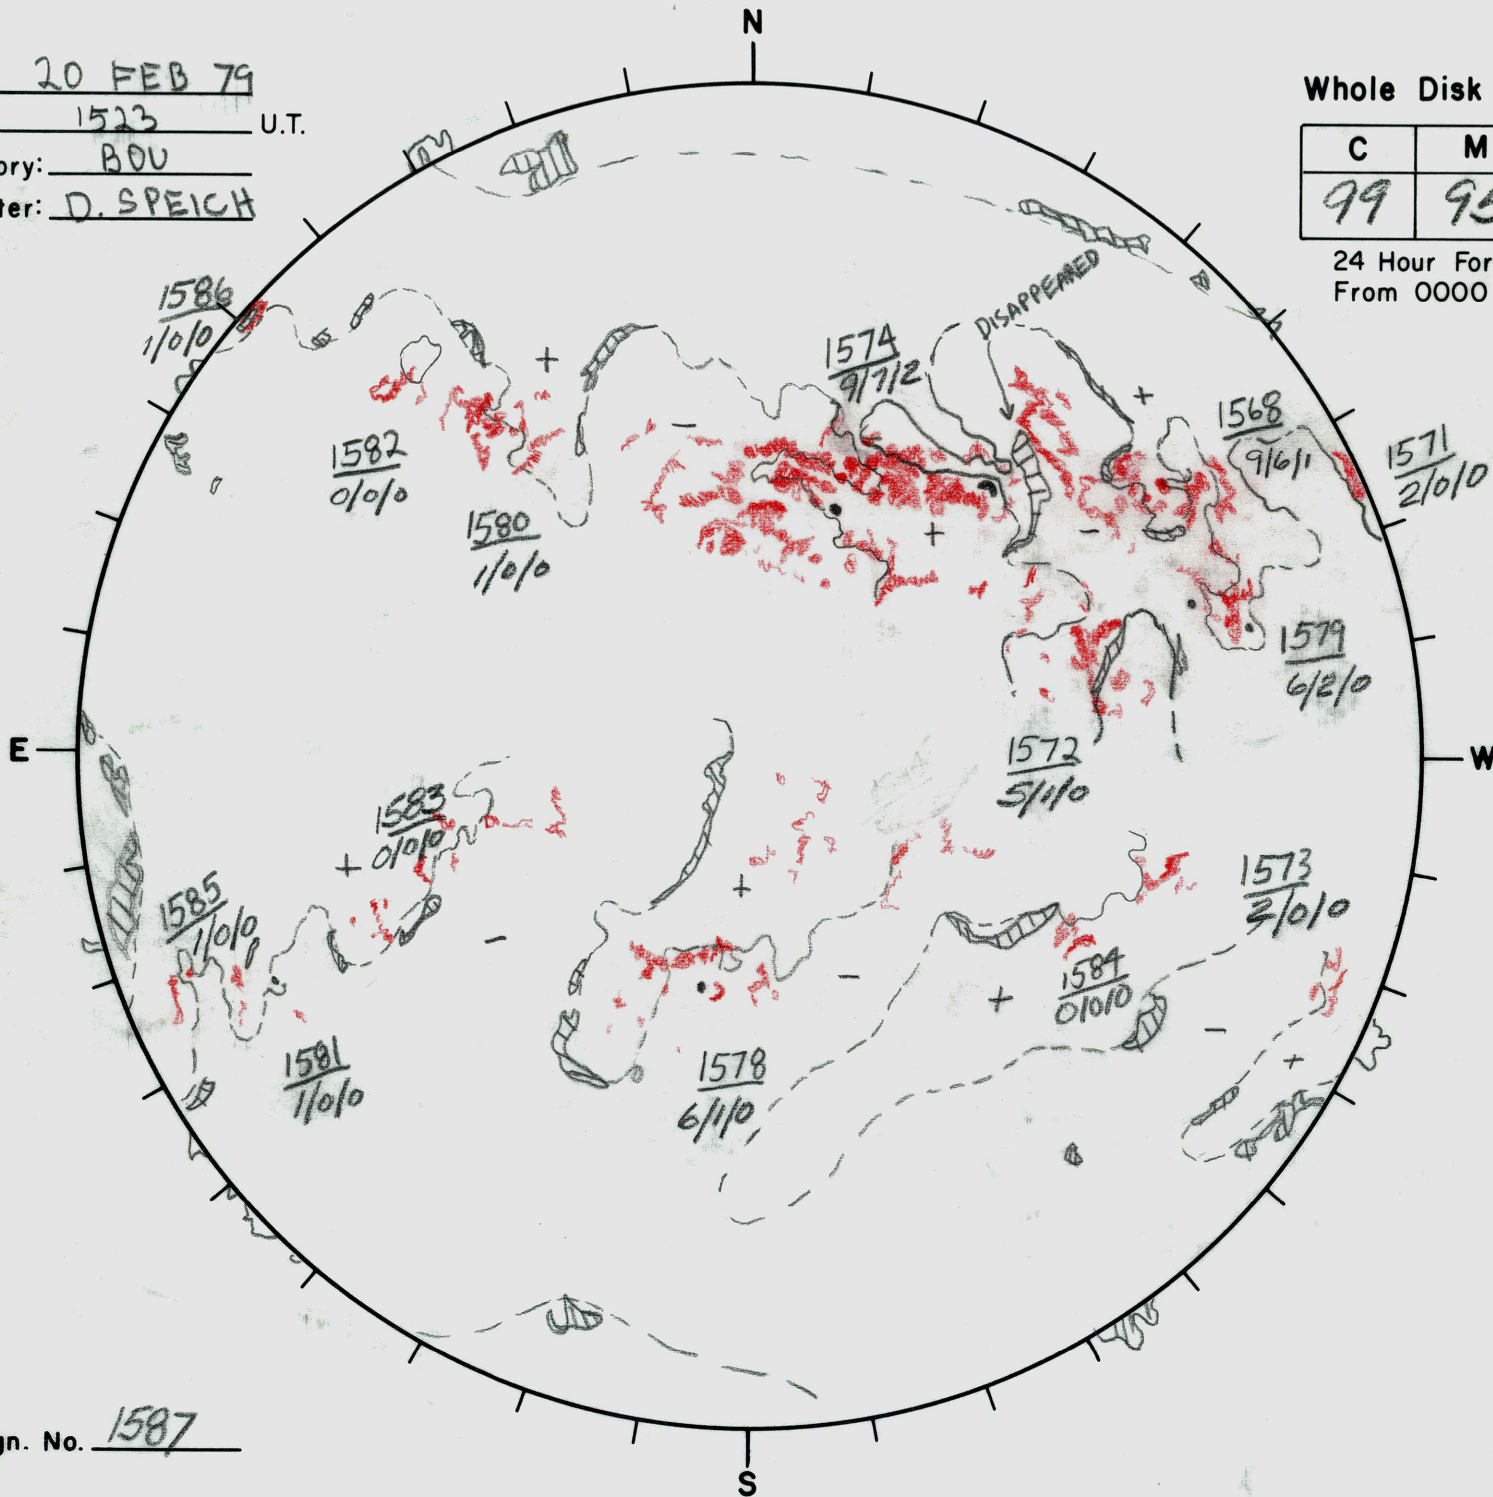 N
20 FEB 79
1523 U.T.
ory: BOU
ter: D. SPEICH
Whole Disk
C M
99 95
24 Hour For
From 0000
1586
1/0/0
DISAPPEARED
1574
9/7/2
+
+
1568
9/6/1
1571
2/0/0
-
1582
0/0/0
1580
1/0/0
+
-
1579
6/2/0
E
W
1572
5/1/0
1583
0/0/0
+
+
1573
2/0/0
1585
1/0/0
-
-
+
1584
0/0/0
-
+
1581
1/0/0
1578
6/1/0
gn. No. 1587
S